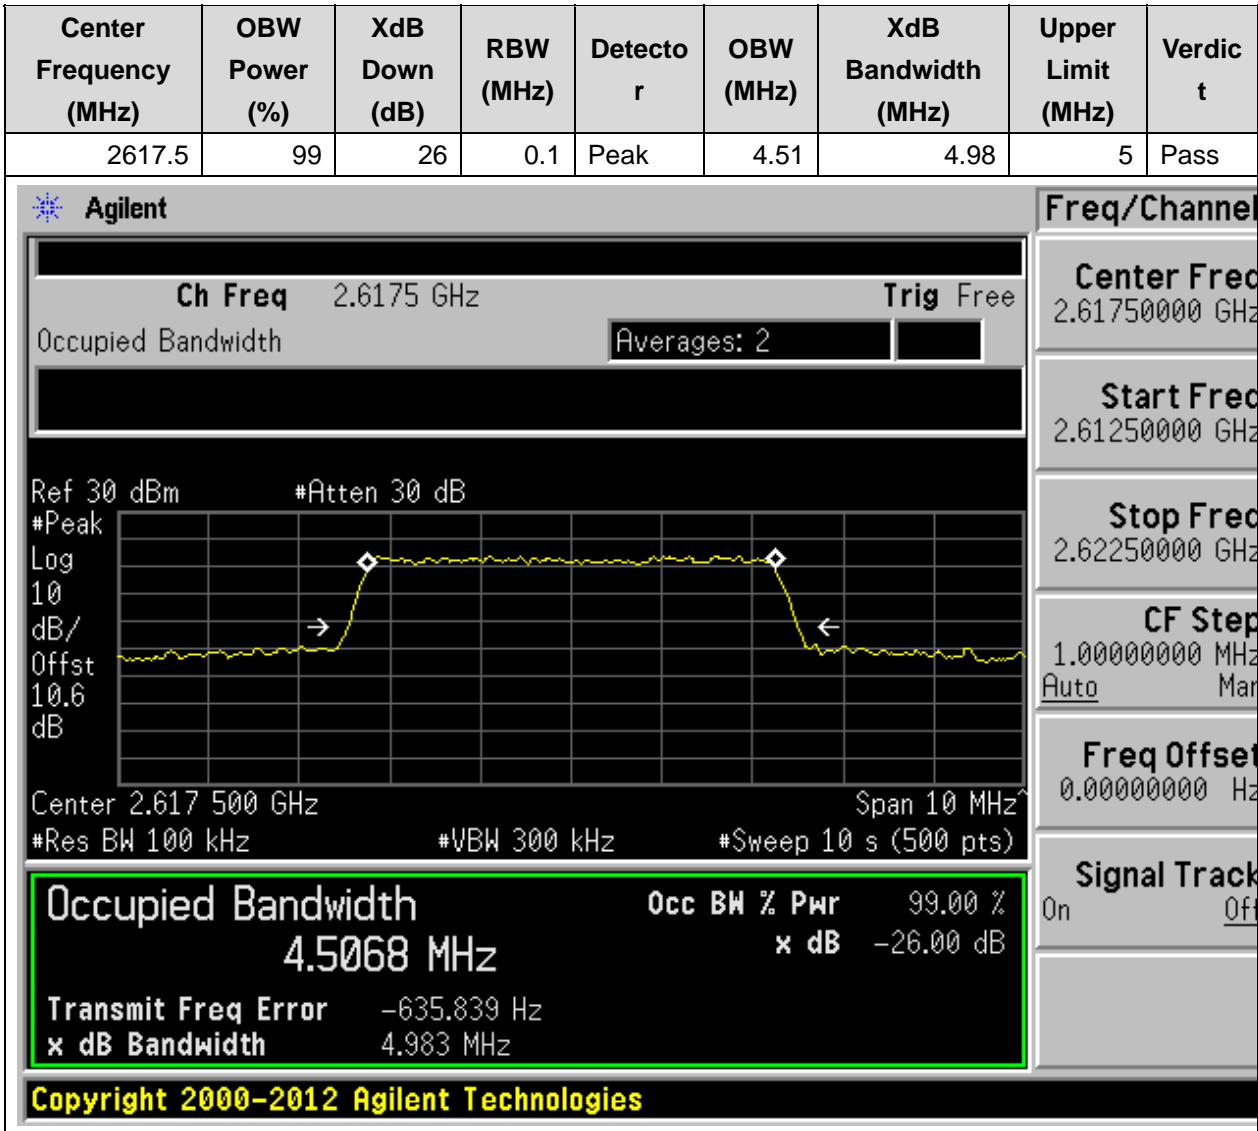 Center Frequency (MHz) OBW Power (%) XdB Down (dB) RBW (MHz) Detector OBW (MHz) XdB Bandwidth (MHz) Upper Limit (MHz) Verdict
2617.5 99 26 0.1 Peak 4.51 4.98 5 Pass
Agilent
Freq/Channel
Ch Freq 2.6175 GHz Trig Free
Occupied Bandwidth Averages: 2
Center Freq
2.61750000 GHz
Start Freq
2.61250000 GHz
Stop Freq
2.62250000 GHz
CF Step
1.00000000 MHz
Auto Man
Freq Offset
0.00000000 Hz
Signal Track
On Off
Ref 30 dBm #Atten 30 dB
#Peak
Log
10
dB/
Offst
10.6
dB
Center 2.617 500 GHz Span 10 MHz^
#Res BW 100 kHz #VBW 300 kHz #Sweep 10 s (500 pts)
Occupied Bandwidth Occ BW % Pwr 99.00 %
4.5068 MHz x dB -26.00 dB
Transmit Freq Error -635.839 Hz
x dB Bandwidth 4.983 MHz
Copyright 2000-2012 Agilent Technologies